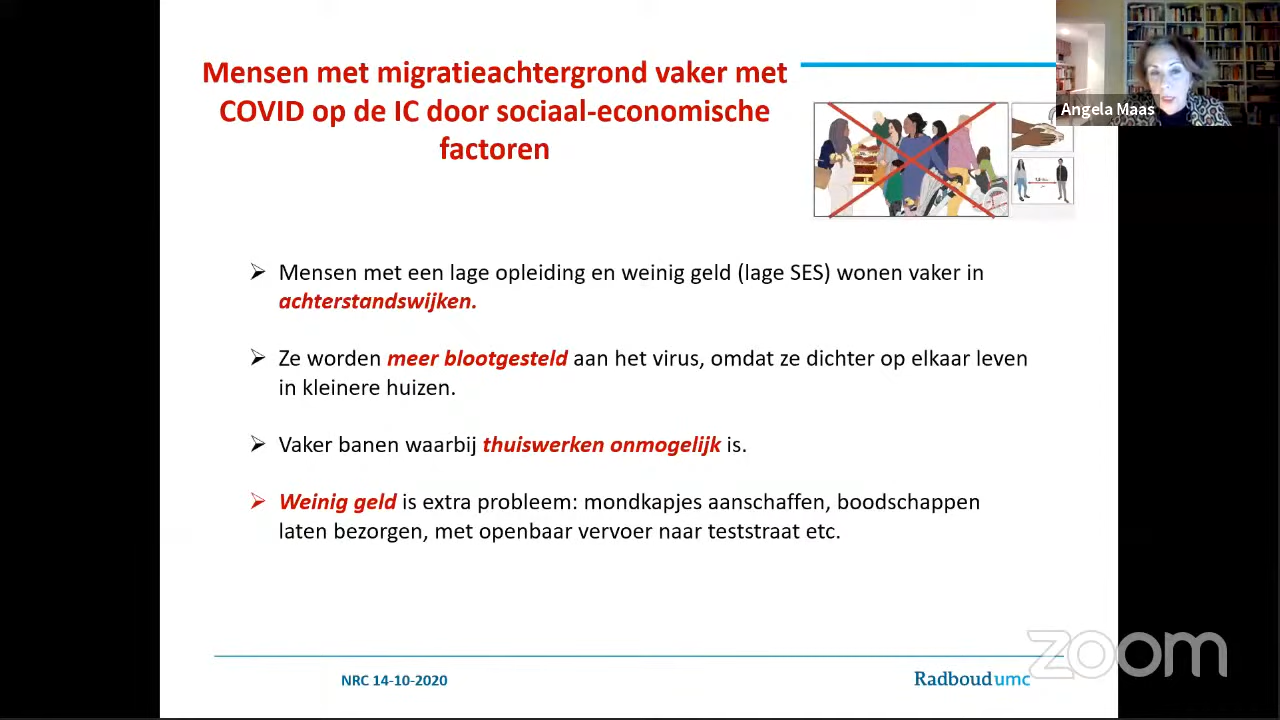 Mensen met migratieachtergrond vaker met
COVID op de IC door sociaal-economische
factoren
Angela Maas
Mensen met een lage opleiding en weinig geld (lage SES) wonen vaker in
achterstandswijken.
Ze worden meer blootgesteld aan het virus, omdat ze dichter op elkaar leven
in kleinere huizen.
Vaker banen waarbij thuiswerken onmogelijk is.
Weinig geld is extra probleem: mondkapjes aanschaffen, boodschappen
laten bezorgen, met openbaar vervoer naar teststraat etc.
zoom
NRC 14-10-2020
Radboudumc